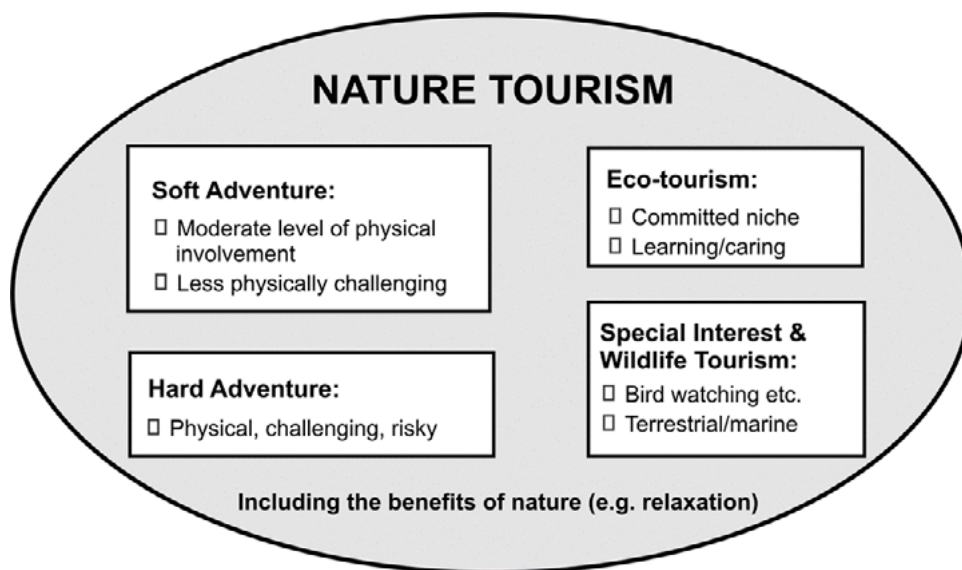 NATURE TOURISM
Soft Adventure:
▯ Moderate level of physical
involvement
▯ Less physically challenging
Hard Adventure:
▯ Physical, challenging, risky
Eco-tourism:
▯ Committed niche
▯ Learning/caring
Special Interest &
Wildlife Tourism:
▯ Bird watching etc.
▯ Terrestrial/marine
Including the benefits of nature (e.g. relaxation)